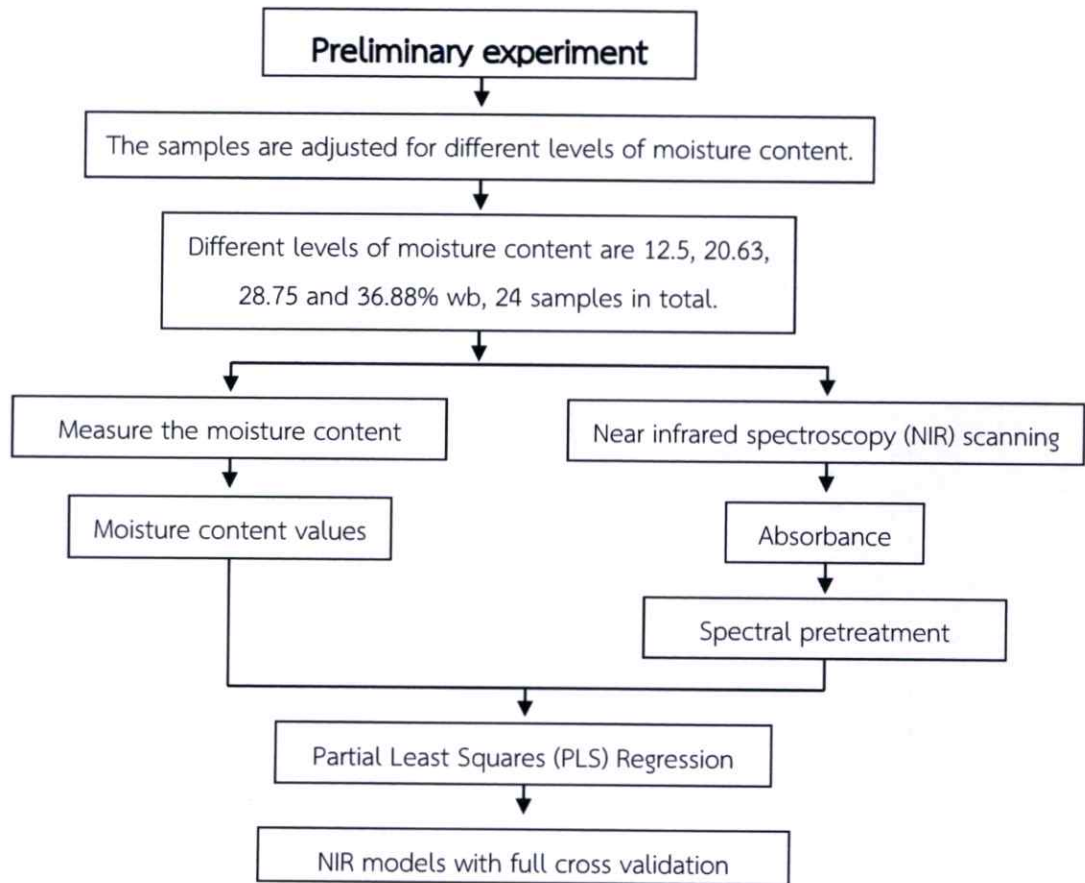 Preliminary experiment
The samples are adjusted for different levels of moisture content.
Different levels of moisture content are 12.5, 20.63,
28.75 and 36.88% wb, 24 samples in total.
Measure the moisture content
Near infrared spectroscopy (NIR) scanning
Moisture content values
Absorbance
Spectral pretreatment
Partial Least Squares (PLS) Regression
NIR models with full cross validation